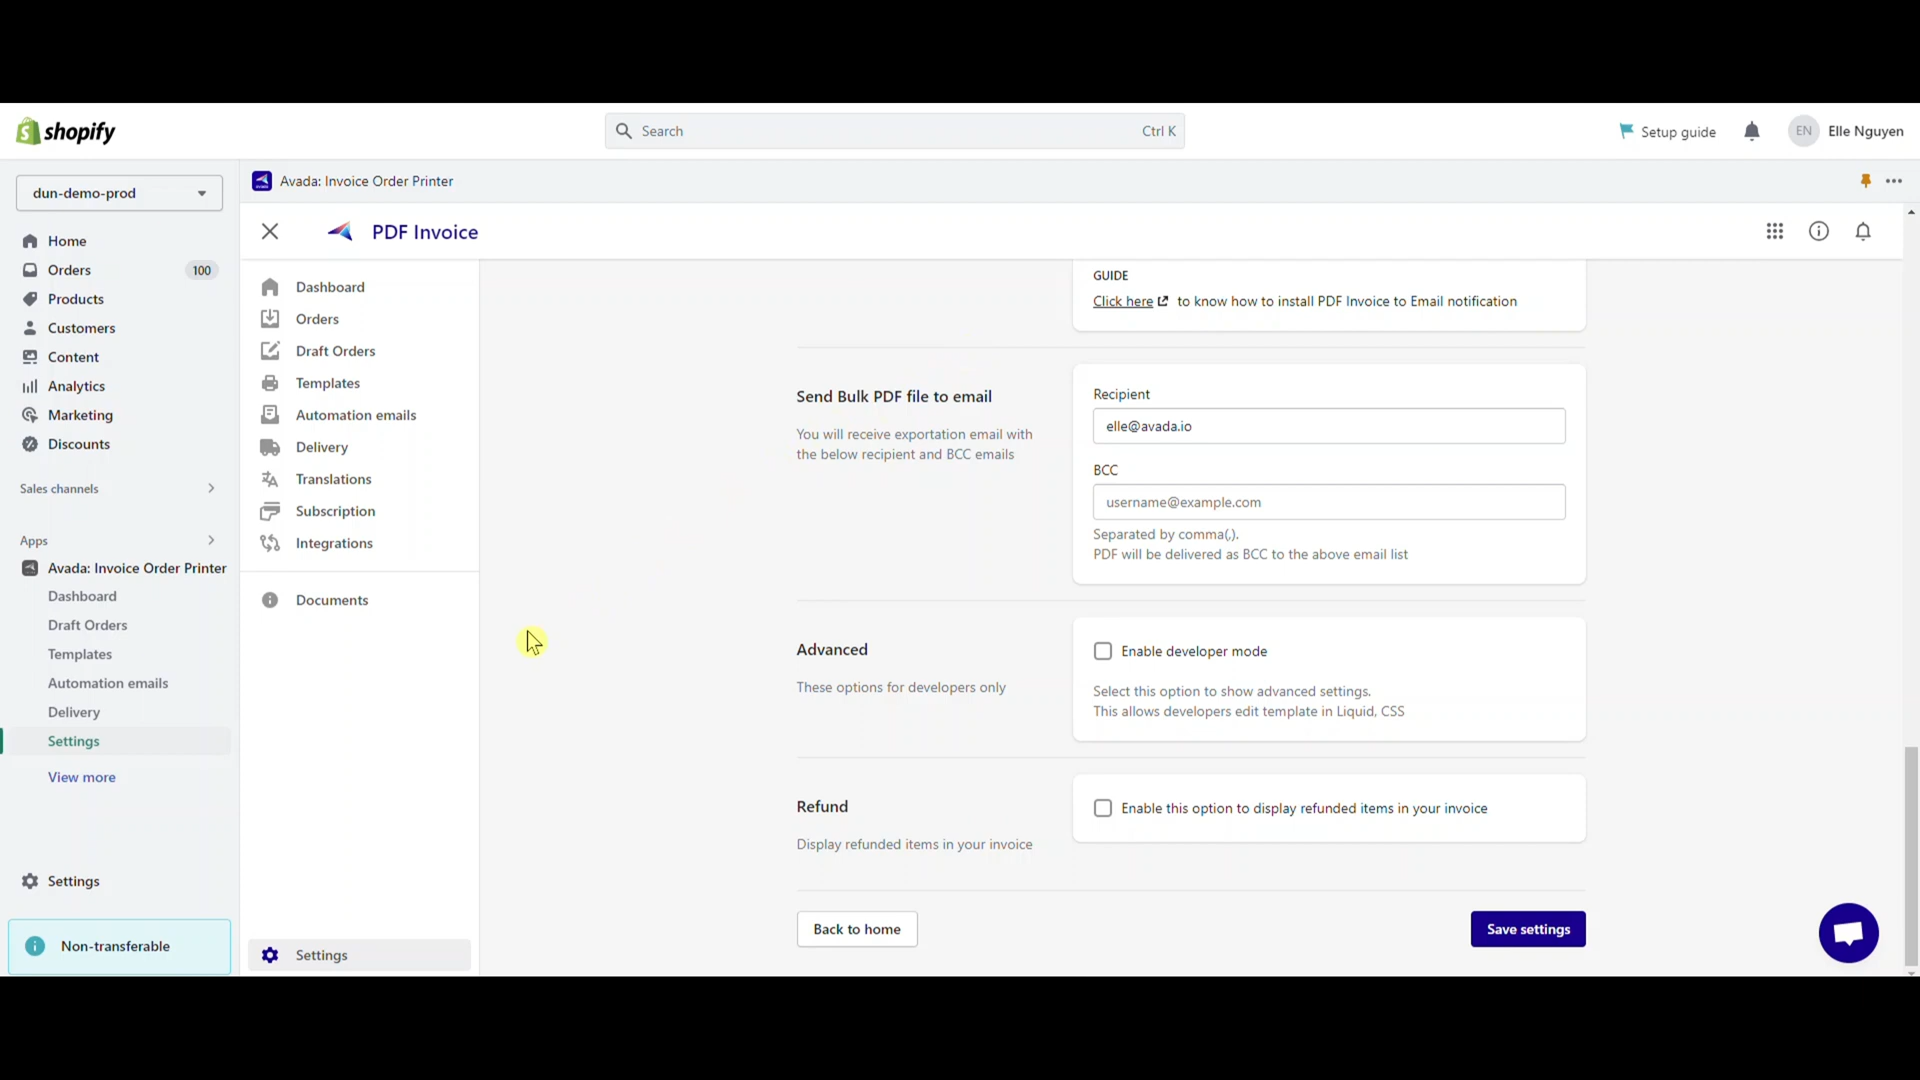 shopify
Search
Ctrl K
Setup guide
EN
Elle Nguyen
dun-demo-prod
Home
Orders
100
Products
Customers
Content
Analytics
Marketing
Discounts
Sales channels
Apps
Avada: Invoice Order Printer
Dashboard
Draft Orders
Templates
Automation emails
Delivery
Settings
View more
Settings
Non-transferable
Avada: Invoice Order Printer
PDF Invoice
Dashboard
Orders
Draft Orders
Templates
Automation emails
Delivery
Translations
Subscription
Integrations
Documents
Settings
GUIDE
Click here to know how to install PDF Invoice to Email notification
Send Bulk PDF file to email
You will receive exportation email with
the below recipient and BCC emails
Recipient
elle@avada.io
BCC
username@example.com
Separated by comma(,).
PDF will be delivered as BCC to the above email list
Advanced
These options for developers only
Enable developer mode
Select this option to show advanced settings.
This allows developers edit template in Liquid, CSS
Refund
Display refunded items in your invoice
Enable this option to display refunded items in your invoice
Back to home
Save settings